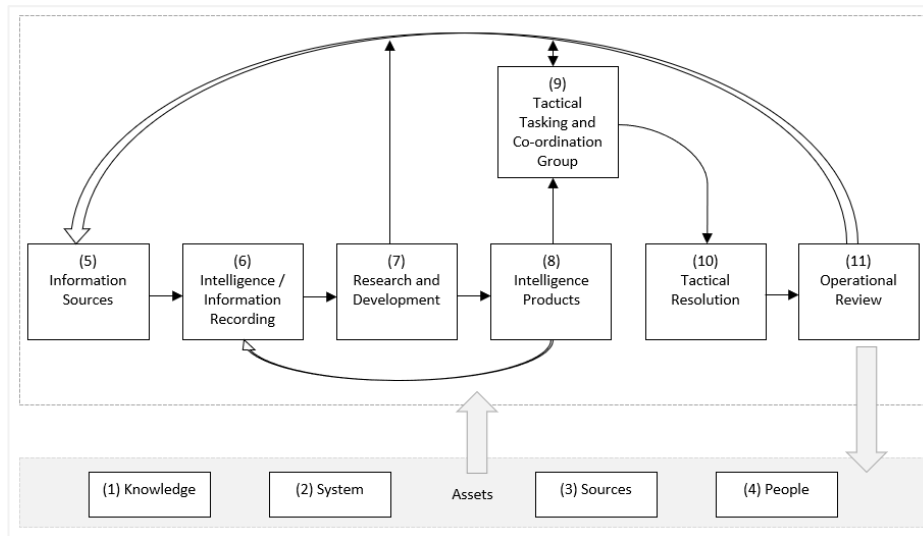 (9)
Tactical
Tasking and
Co-ordination
Group
(5)
Information
Sources
(6)
Intelligence /
Information
Recording
(7)
Research and
Development
(8)
Intelligence
Products
(10)
Tactical
Resolution
(11)
Operational
Review
(1) Knowledge
(2) System
Assets
(3) Sources
(4) People